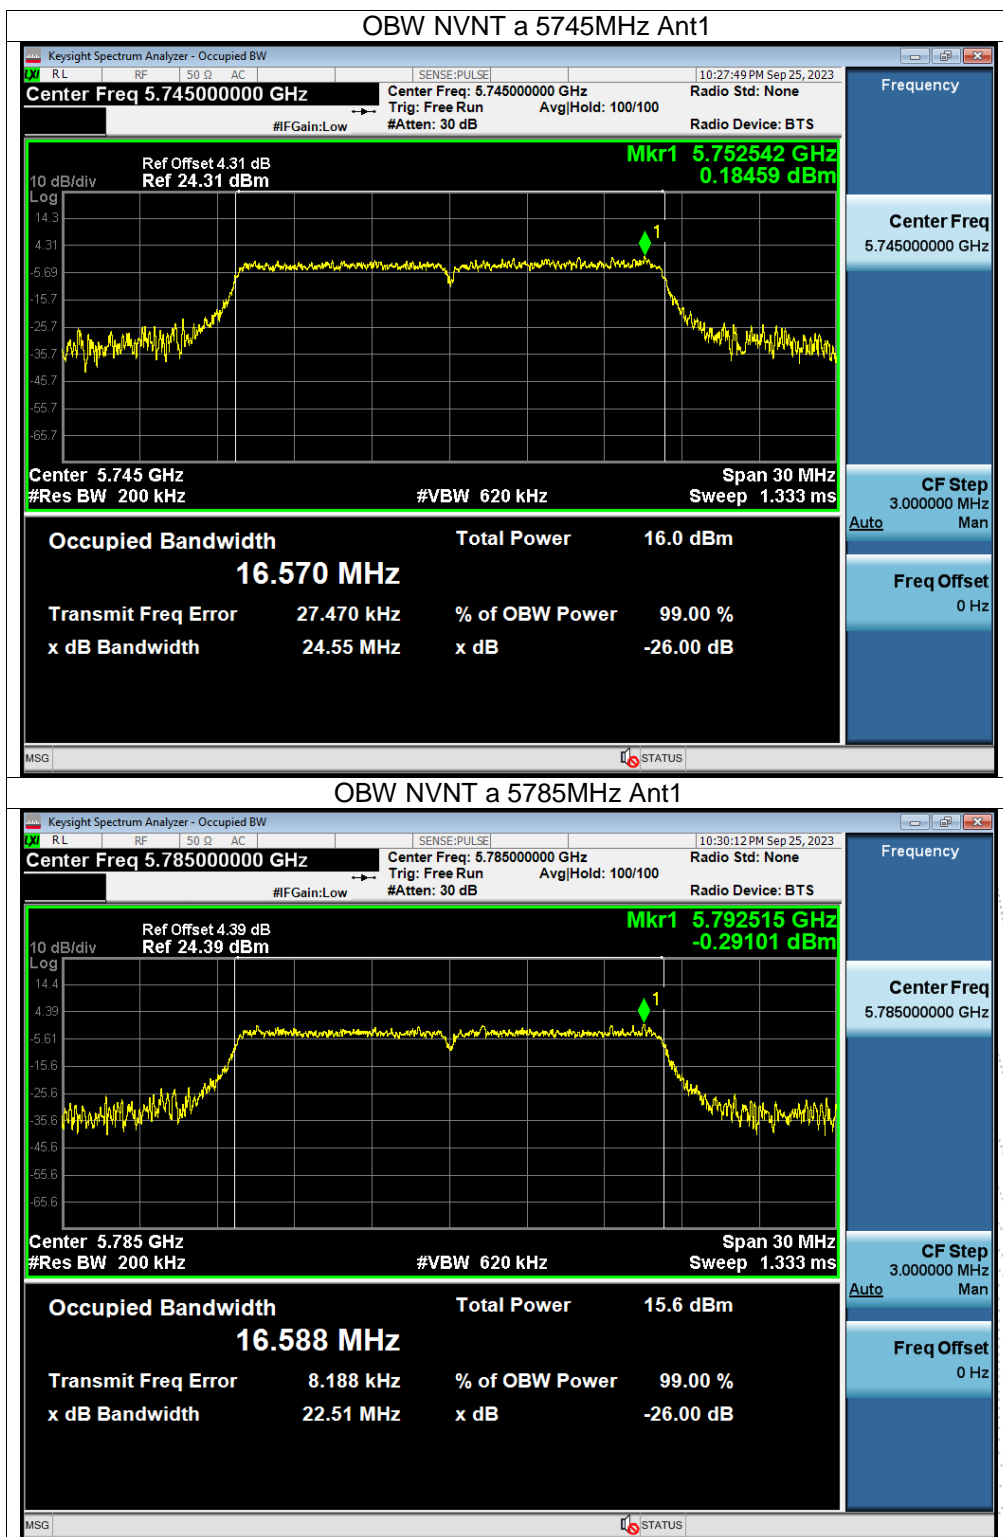 OBW NVNT a 5745MHz Ant1
Keysight Spectrum Analyzer - Occupied BW
LXI RL RF 50 Ω AC SENSE:PULSE 10:27:49 PM Sep 25, 2023
Center Freq 5.745000000 GHz Center Freq: 5.745000000 GHz Radio Std: None
Trig: Free Run Avg|Hold: 100/100
#IFGain:Low #Atten: 30 dB Radio Device: BTS
Frequency
Ref Offset 4.31 dB Mkr1 5.752542 GHz
10 dB/div Ref 24.31 dBm 0.18459 dBm
Log
14.3
4.31
-5.69
-15.7
-25.7
-35.7
-45.7
-55.7
-65.7
1
Center 5.745 GHz Span 30 MHz
#Res BW 200 kHz #VBW 620 kHz Sweep 1.333 ms
Center Freq
5.745000000 GHz
CF Step
3.000000 MHz
Auto Man
Freq Offset
0 Hz
Occupied Bandwidth Total Power 16.0 dBm
16.570 MHz
Transmit Freq Error 27.470 kHz % of OBW Power 99.00 %
x dB Bandwidth 24.55 MHz x dB -26.00 dB
MSG STATUS
OBW NVNT a 5785MHz Ant1
Keysight Spectrum Analyzer - Occupied BW
LXI RL RF 50 Ω AC SENSE:PULSE 10:30:12 PM Sep 25, 2023
Center Freq 5.785000000 GHz Center Freq: 5.785000000 GHz Radio Std: None
Trig: Free Run Avg|Hold: 100/100
#IFGain:Low #Atten: 30 dB Radio Device: BTS
Frequency
Ref Offset 4.39 dB Mkr1 5.792515 GHz
10 dB/div Ref 24.39 dBm -0.29101 dBm
Log
14.4
4.39
-5.61
-15.6
-25.6
-35.6
-45.6
-55.6
-65.6
1
Center 5.785 GHz Span 30 MHz
#Res BW 200 kHz #VBW 620 kHz Sweep 1.333 ms
Center Freq
5.785000000 GHz
CF Step
3.000000 MHz
Auto Man
Freq Offset
0 Hz
Occupied Bandwidth Total Power 15.6 dBm
16.588 MHz
Transmit Freq Error 8.188 kHz % of OBW Power 99.00 %
x dB Bandwidth 22.51 MHz x dB -26.00 dB
MSG STATUS